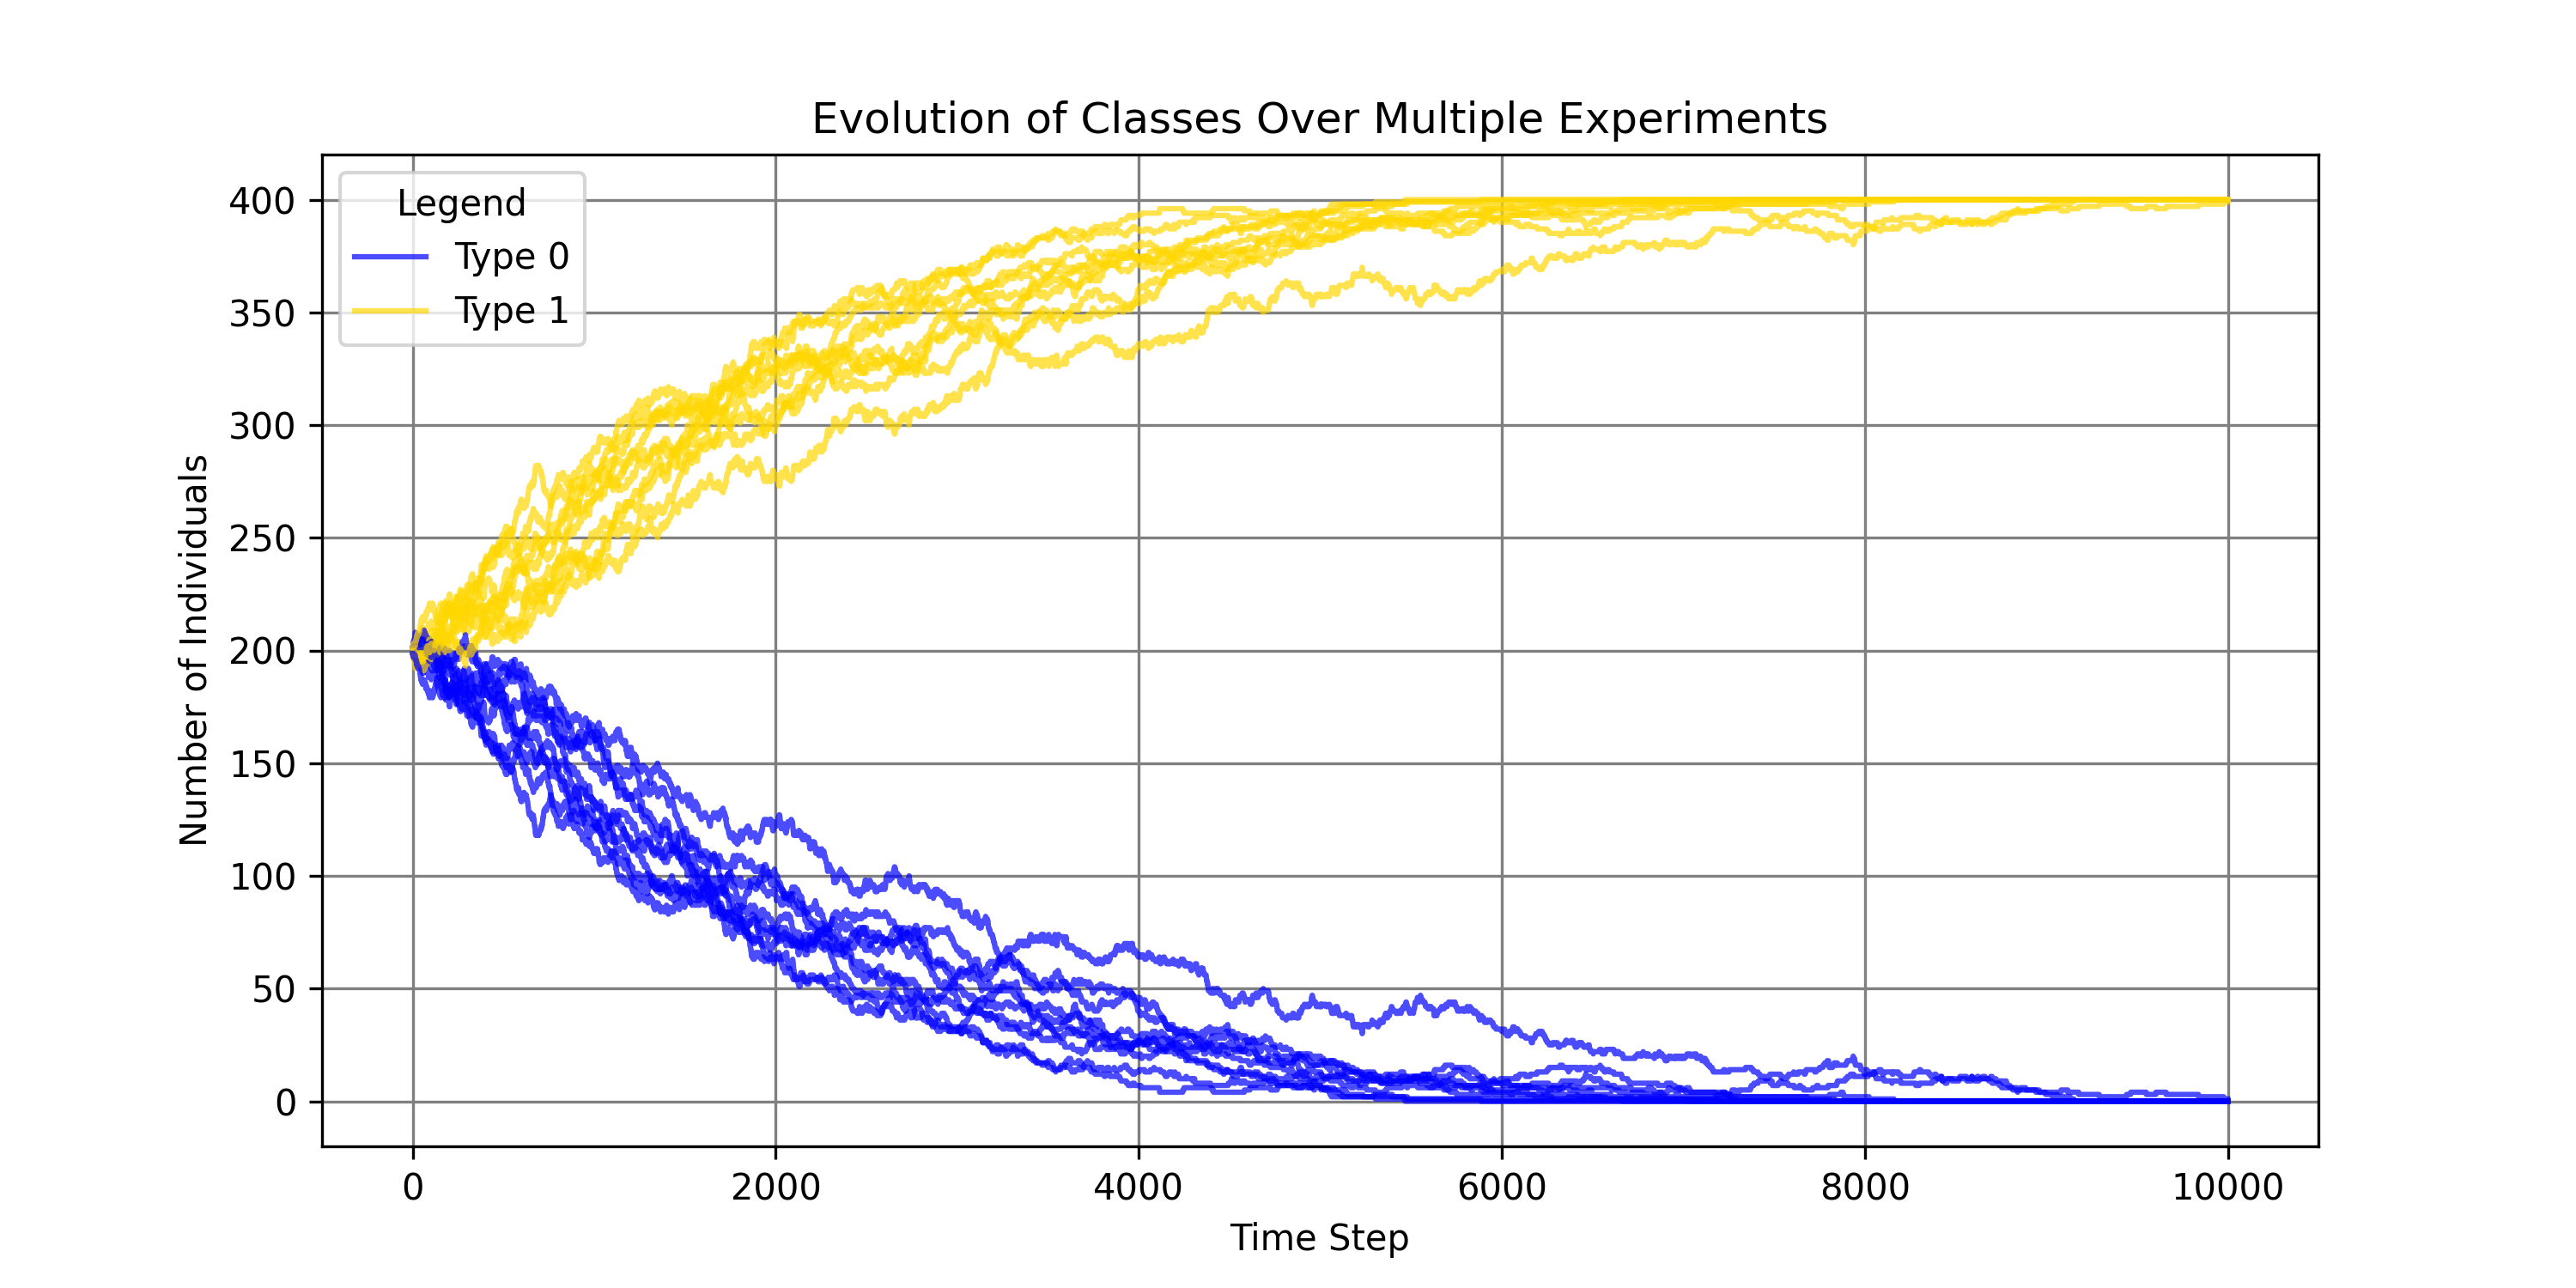 Evolution of Classes Over Multiple Experiments
Legend
Type 0
Type 1
400
350
300
250
200
150
100
50
0
Number of Individuals
0 2000 4000 6000 8000 10000
Time Step